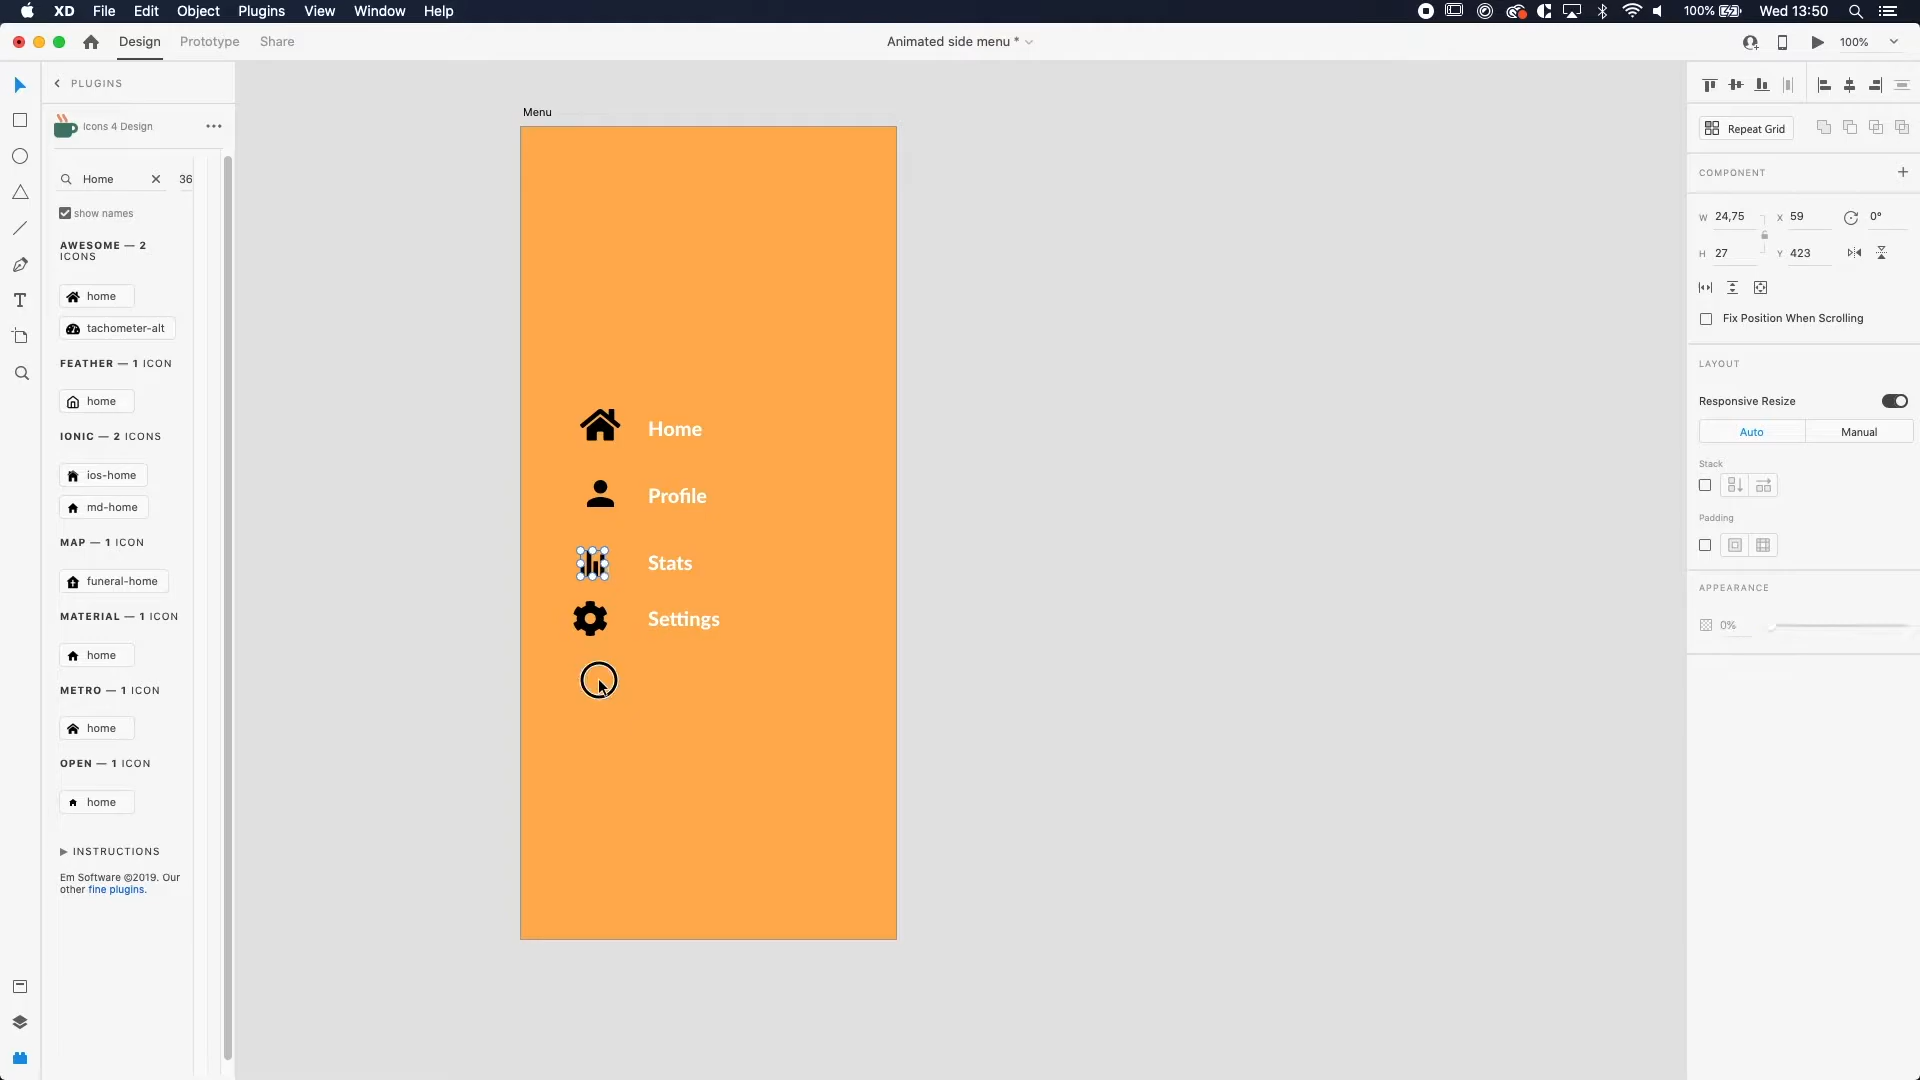 XD File Edit Object Plugins View Window Help
100% Wed 13:50
Design Prototype Share
Animated side menu *
100%
PLUGINS
Icons 4 Design
Home 36
show names
AWESOME — 2
ICONS
home
tachometer-alt
FEATHER — 1 ICON
home
IONIC — 2 ICONS
ios-home
md-home
MAP — 1 ICON
funeral-home
MATERIAL — 1 ICON
home
METRO — 1 ICON
home
OPEN — 1 ICON
home
INSTRUCTIONS
Em Software ©2019. Our
other fine plugins.
Menu
Home
Profile
Stats
Settings
Repeat Grid
COMPONENT
W 24,75 X 59 0°
H 27 Y 423
Fix Position When Scrolling
LAYOUT
Responsive Resize
Auto Manual
Stack
Padding
APPEARANCE
0%